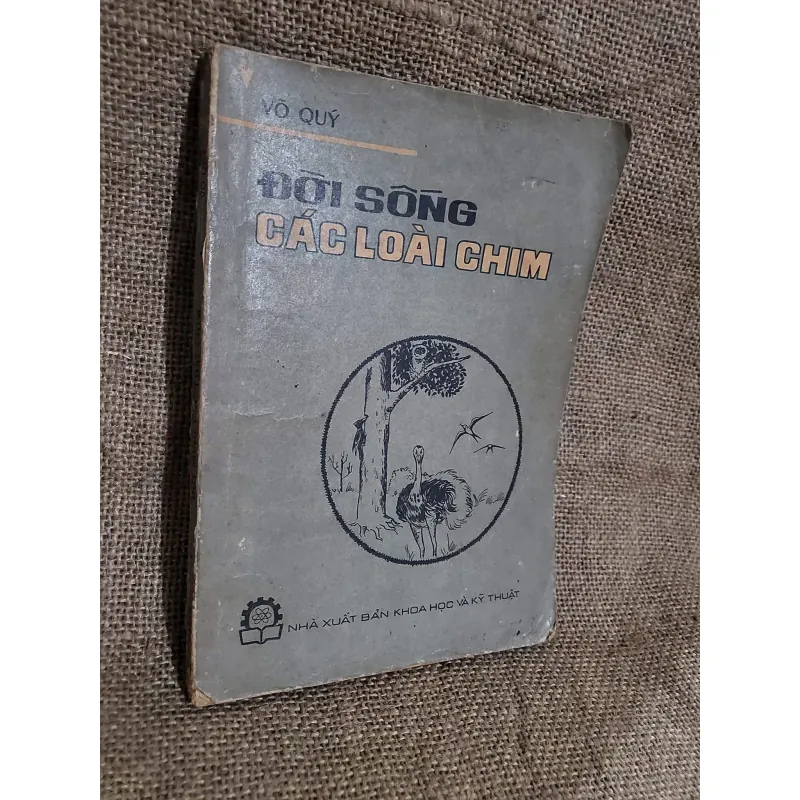 VÕ QUÝ
ĐỜI SỐNG
CÁC LOÀI CHIM
NHÀ XUẤT BẢN KHOA HỌC VÀ KỸ THUẬT